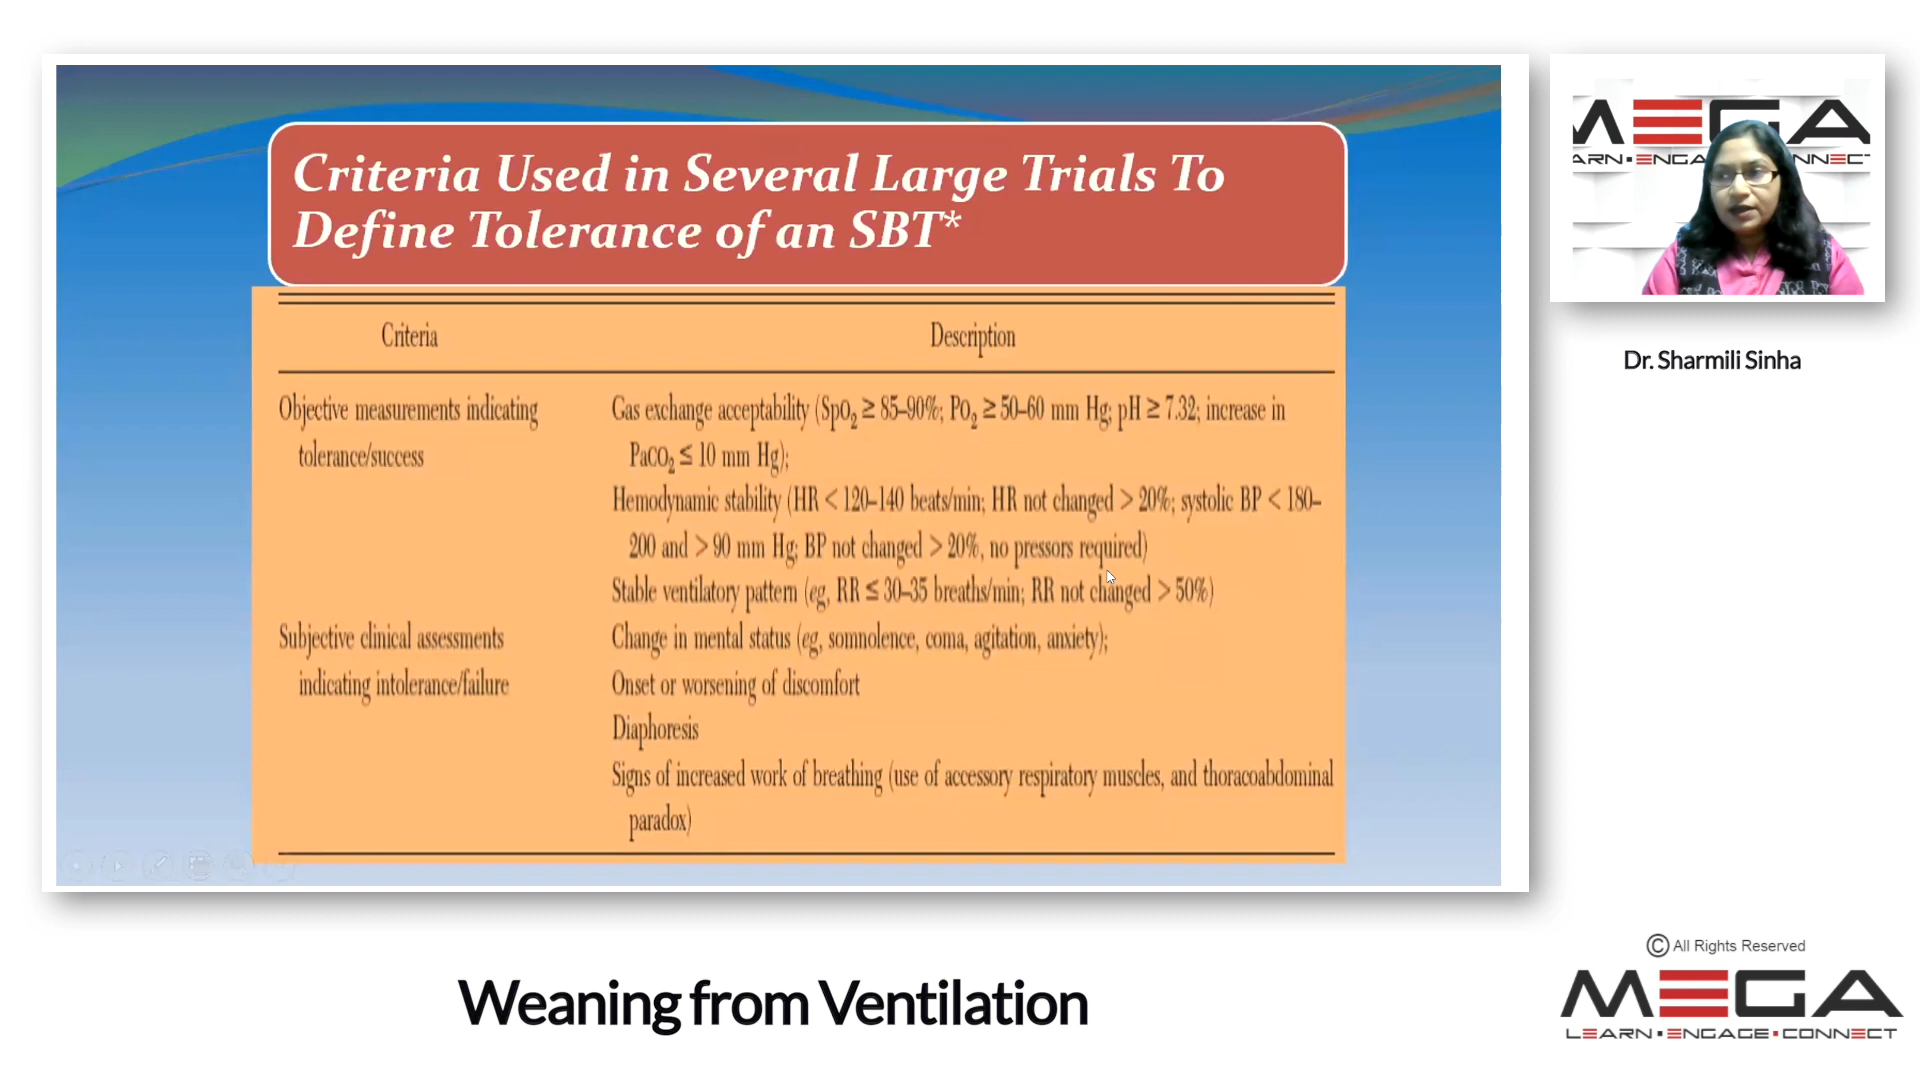 Criteria Used in Several Large Trials To
Define Tolerance of an SBT*
Criteria
Description
Objective measurements indicating
tolerance/success
Gas exchange acceptability (SpO₂ ≥ 85–90%; PO₂ ≥ 50–60 mm Hg; pH ≥ 7.32; increase in
PaCO₂ ≤ 10 mm Hg);
Hemodynamic stability (HR < 120–140 beats/min; HR not changed > 20%; systolic BP < 180–
200 and > 90 mm Hg; BP not changed > 20%, no pressors required)
Stable ventilatory pattern (eg, RR ≤ 30–35 breaths/min; RR not changed > 50%)
Subjective clinical assessments
indicating intolerance/failure
Change in mental status (eg, somnolence, coma, agitation, anxiety);
Onset or worsening of discomfort
Diaphoresis
Signs of increased work of breathing (use of accessory respiratory muscles, and thoracoabdominal
paradox)
MEGA
ARN▪ENGA NNECT
Dr. Sharmili Sinha
Weaning from Ventilation
© All Rights Reserved
MEGA
LEARN▪ENGAGE▪CONNECT